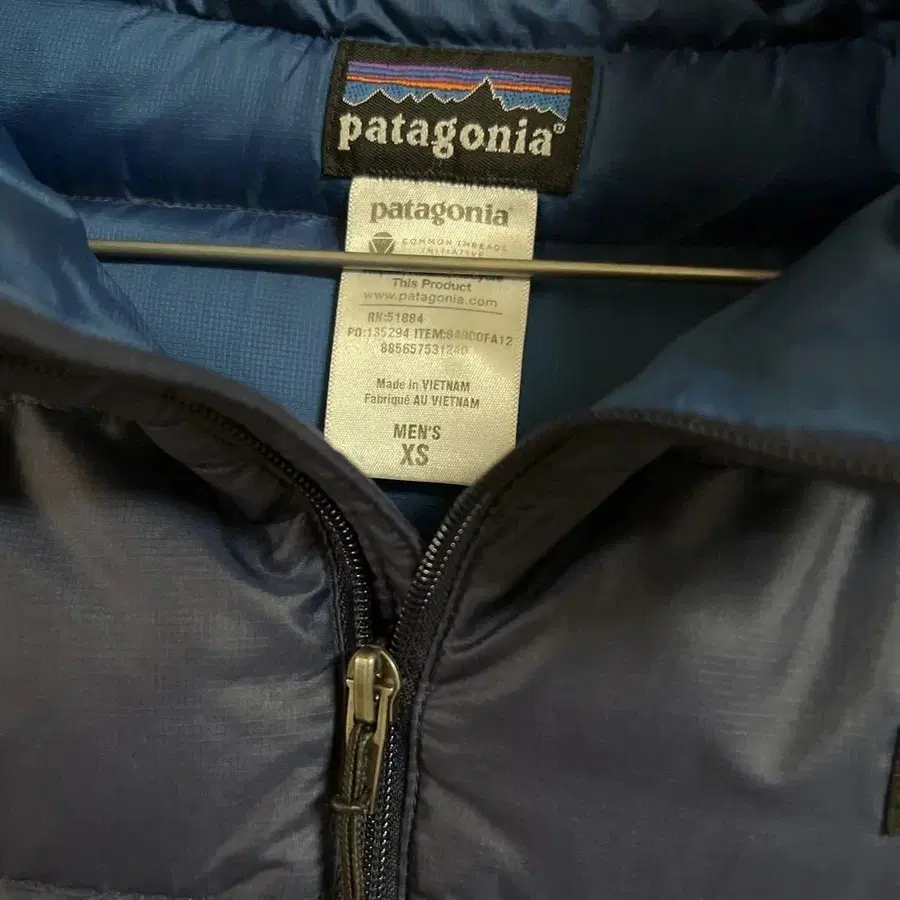 patagonia®
patagonia
COMMON THREADS
INITIATIVE
This Product
www.patagonia.com
RN:51884
PO:135294 ITEM:84900FA12
885657531240
Made in VIETNAM
Fabriqué AU VIETNAM
MEN'S
XS